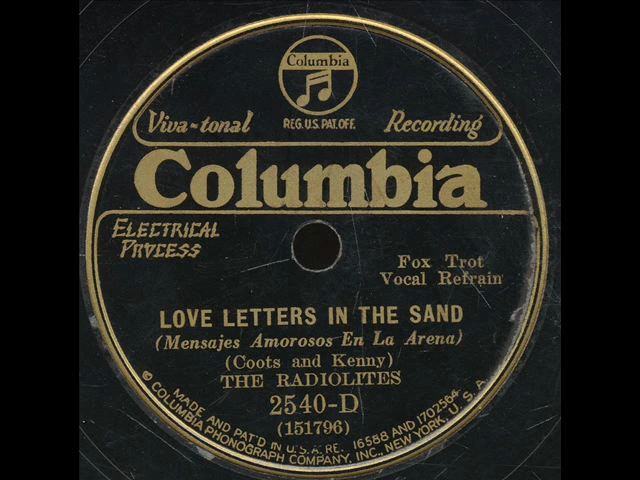 Columbia
Viva-tonal REG. U.S. PAT. OFF. Recording
Columbia
ELECTRICAL
PROCESS
Fox Trot
Vocal Refrain
LOVE LETTERS IN THE SAND
(Mensajes Amorosos En La Arena)
(Coots and Kenny)
THE RADIOLITES
2540-D
(151796)
MADE AND PAT'D IN U.S.A. RE. 16588 AND 1702564
© COLUMBIA PHONOGRAPH COMPANY, INC., NEW YORK, U.S.A.